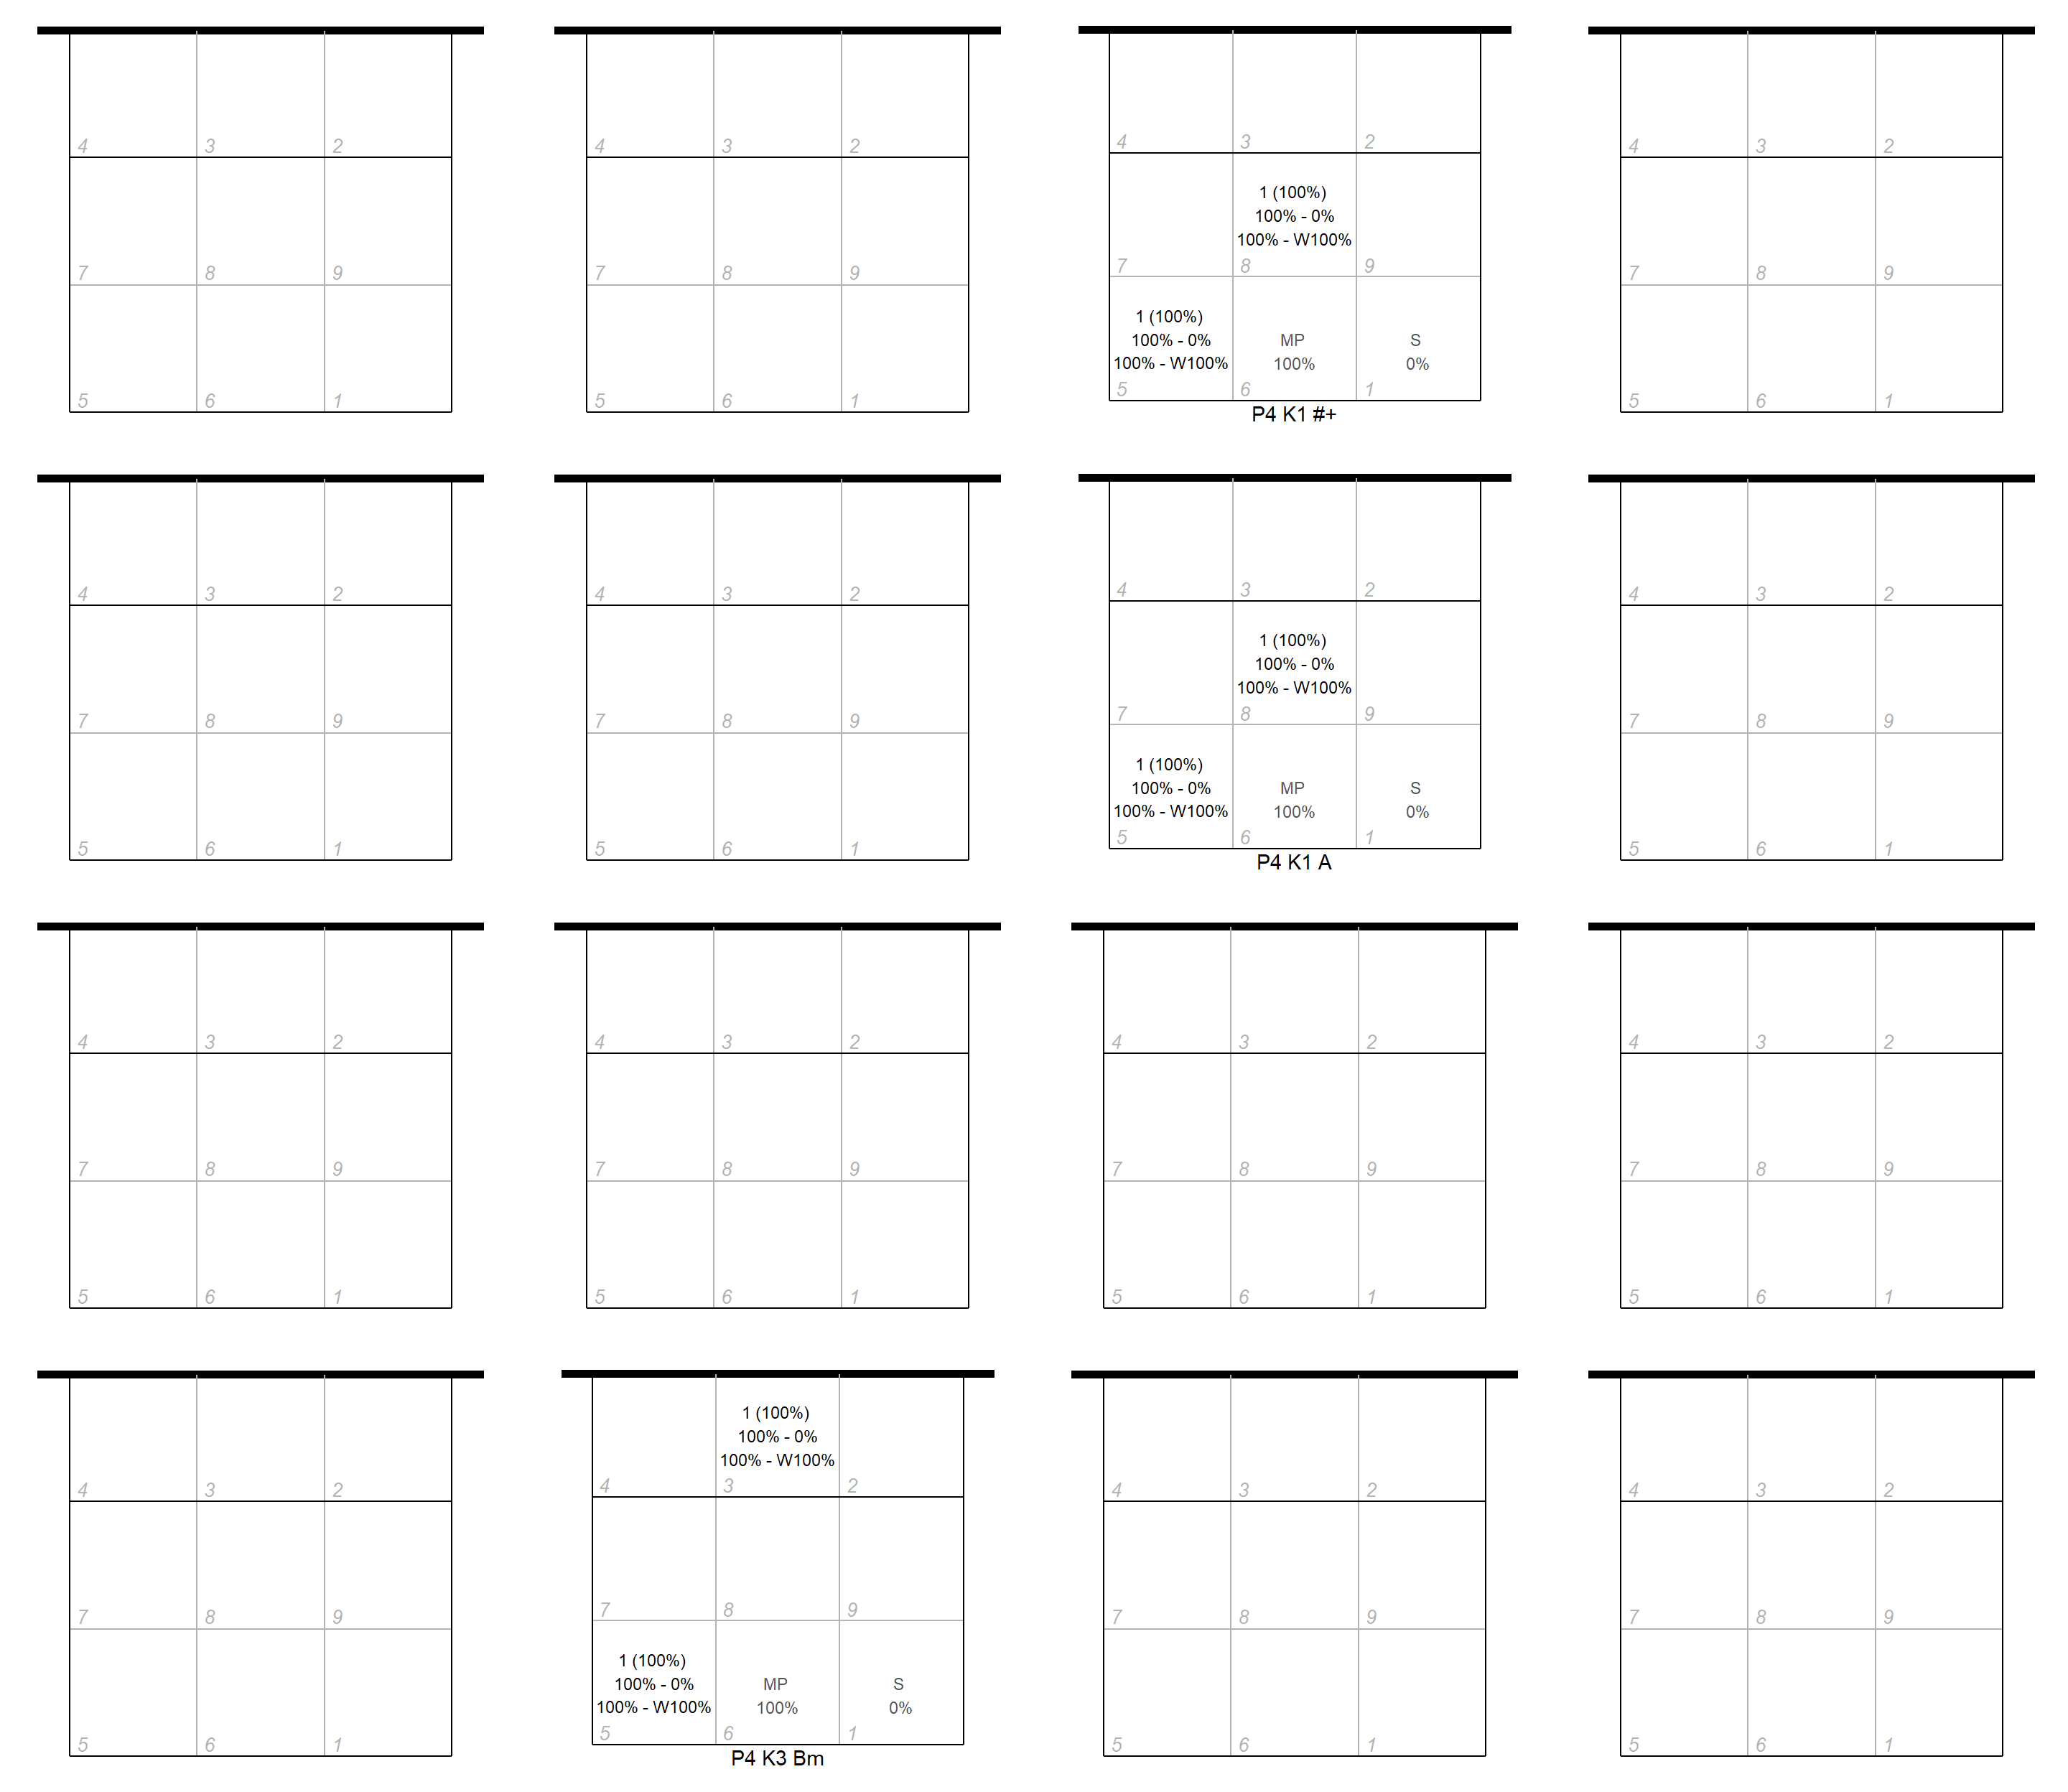 4 3 2 4 3 2 4 3 2 4 3 2
1 (100%)
100% - 0%
100% - W100%
7 8 9 7 8 9 7 8 9 7 8 9
1 (100%)
100% - 0% MP S
100% - W100% 100% 0%
5 6 1 5 6 1 5 6 1 5 6 1
P4 K1 #+
4 3 2 4 3 2 4 3 2 4 3 2
1 (100%)
100% - 0%
100% - W100%
7 8 9 7 8 9 7 8 9 7 8 9
1 (100%)
100% - 0% MP S
100% - W100% 100% 0%
5 6 1 5 6 1 5 6 1 5 6 1
P4 K1 A
4 3 2 4 3 2 4 3 2 4 3 2
7 8 9 7 8 9 7 8 9 7 8 9
5 6 1 5 6 1 5 6 1 5 6 1
1 (100%)
100% - 0%
100% - W100%
4 3 2 4 3 2 4 3 2 4 3 2
7 8 9 7 8 9 7 8 9 7 8 9
1 (100%)
100% - 0% MP S
100% - W100% 100% 0%
5 6 1 5 6 1 5 6 1 5 6 1
P4 K3 Bm